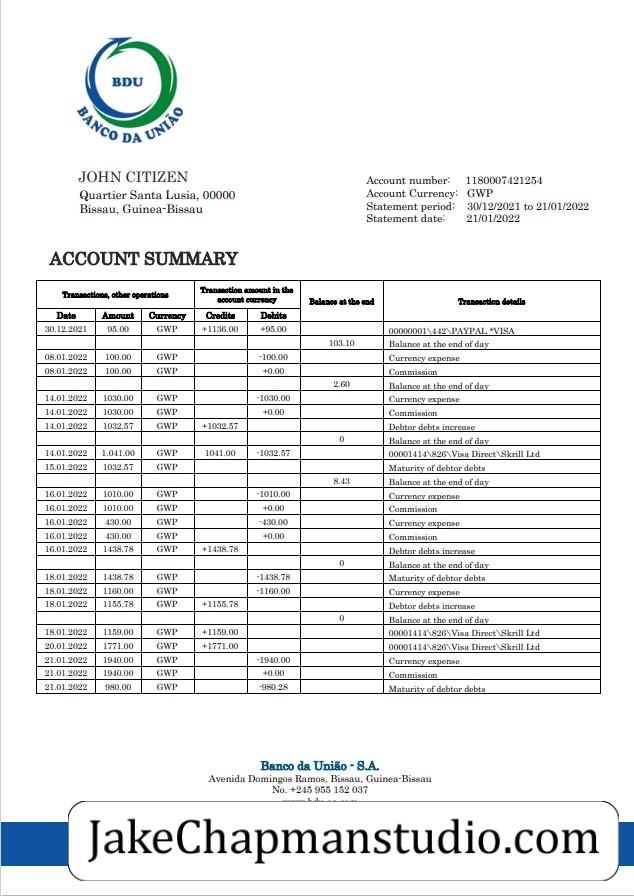 BDU
BANCO DA UNIÃO
JOHN CITIZEN
Quartier Santa Lusia, 00000
Bissau, Guinea-Bissau
Account number: 1180007421254
Account Currency: GWP
Statement period: 30/12/2021 to 21/01/2022
Statement date: 21/01/2022
ACCOUNT SUMMARY
Transactions, other operations Transaction amount in the account currency Balance at the end Transaction details
Date Amount Currency Credits Debits
30.12.2021 95.00 GWP +1136.00 +95.00 00000001\442\PAYPAL *VISA
103.10 Balance at the end of day
08.01.2022 100.00 GWP -100.00 Currency expense
08.01.2022 100.00 GWP +0.00 Commission
2.60 Balance at the end of day
14.01.2022 1030.00 GWP -1030.00 Currency expense
14.01.2022 1030.00 GWP +0.00 Commission
14.01.2022 1032.57 GWP +1032.57 Debtor debts increase
0 Balance at the end of day
14.01.2022 1.041.00 GWP 1041.00 -1032.57 00001414\826\Visa Direct\Skrill Ltd
15.01.2022 1032.57 GWP Maturity of debtor debts
8.43 Balance at the end of day
16.01.2022 1010.00 GWP -1010.00 Currency expense
16.01.2022 1010.00 GWP +0.00 Commission
16.01.2022 430.00 GWP -430.00 Currency expense
16.01.2022 430.00 GWP +0.00 Commission
16.01.2022 1438.78 GWP +1438.78 Debtor debts increase
0 Balance at the end of day
18.01.2022 1438.78 GWP -1438.78 Maturity of debtor debts
18.01.2022 1160.00 GWP -1160.00 Currency expense
18.01.2022 1155.78 GWP +1155.78 Debtor debts increase
0 Balance at the end of day
18.01.2022 1159.00 GWP +1159.00 00001414\826\Visa Direct\Skrill Ltd
20.01.2022 1771.00 GWP +1771.00 00001414\826\Visa Direct\Skrill Ltd
21.01.2022 1940.00 GWP -1940.00 Currency expense
21.01.2022 1940.00 GWP +0.00 Commission
21.01.2022 980.00 GWP -980.28 Maturity of debtor debts
Banco da União - S.A.
Avenida Domingos Ramos, Bissau, Guinea-Bissau
No. +245 955 152 037
JakeChapmanstudio.com